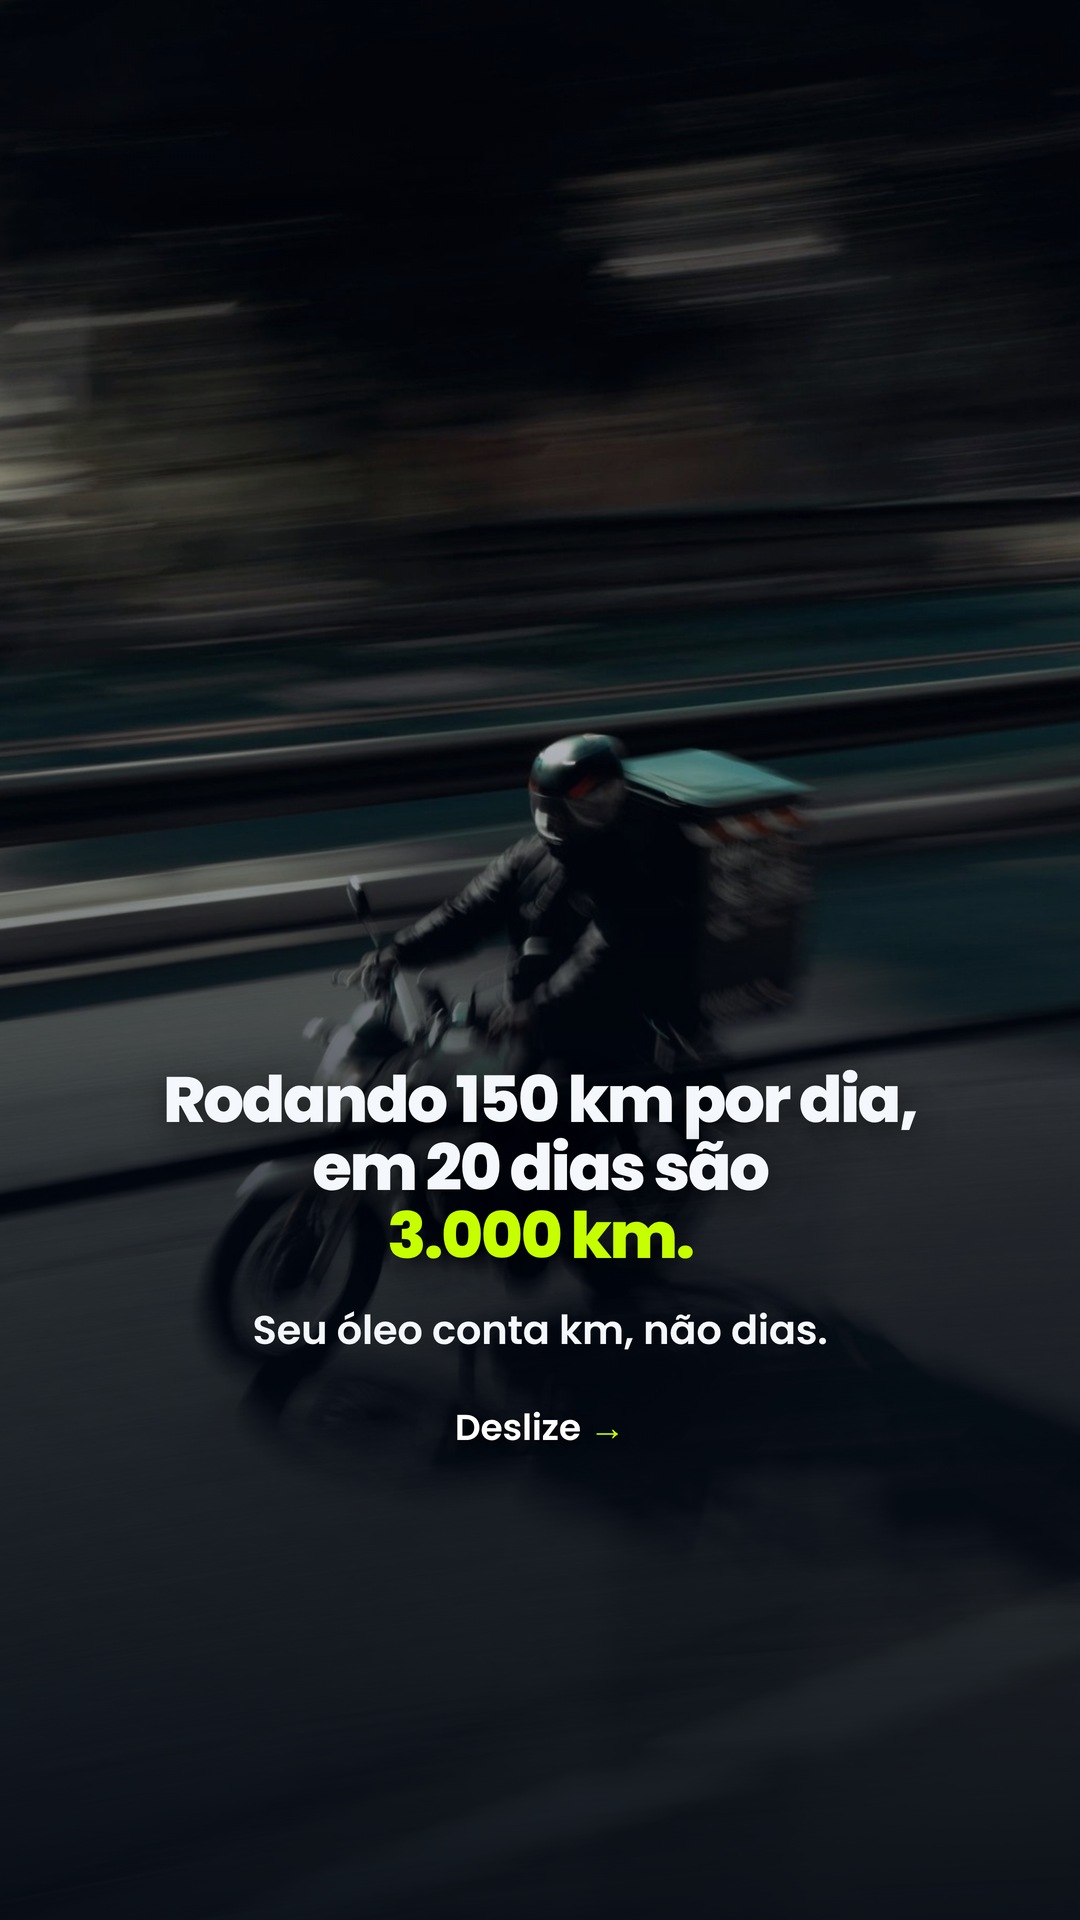 Rodando 150 km por dia,
em 20 dias são
3.000 km.
Seu óleo conta km, não dias.
Deslize →